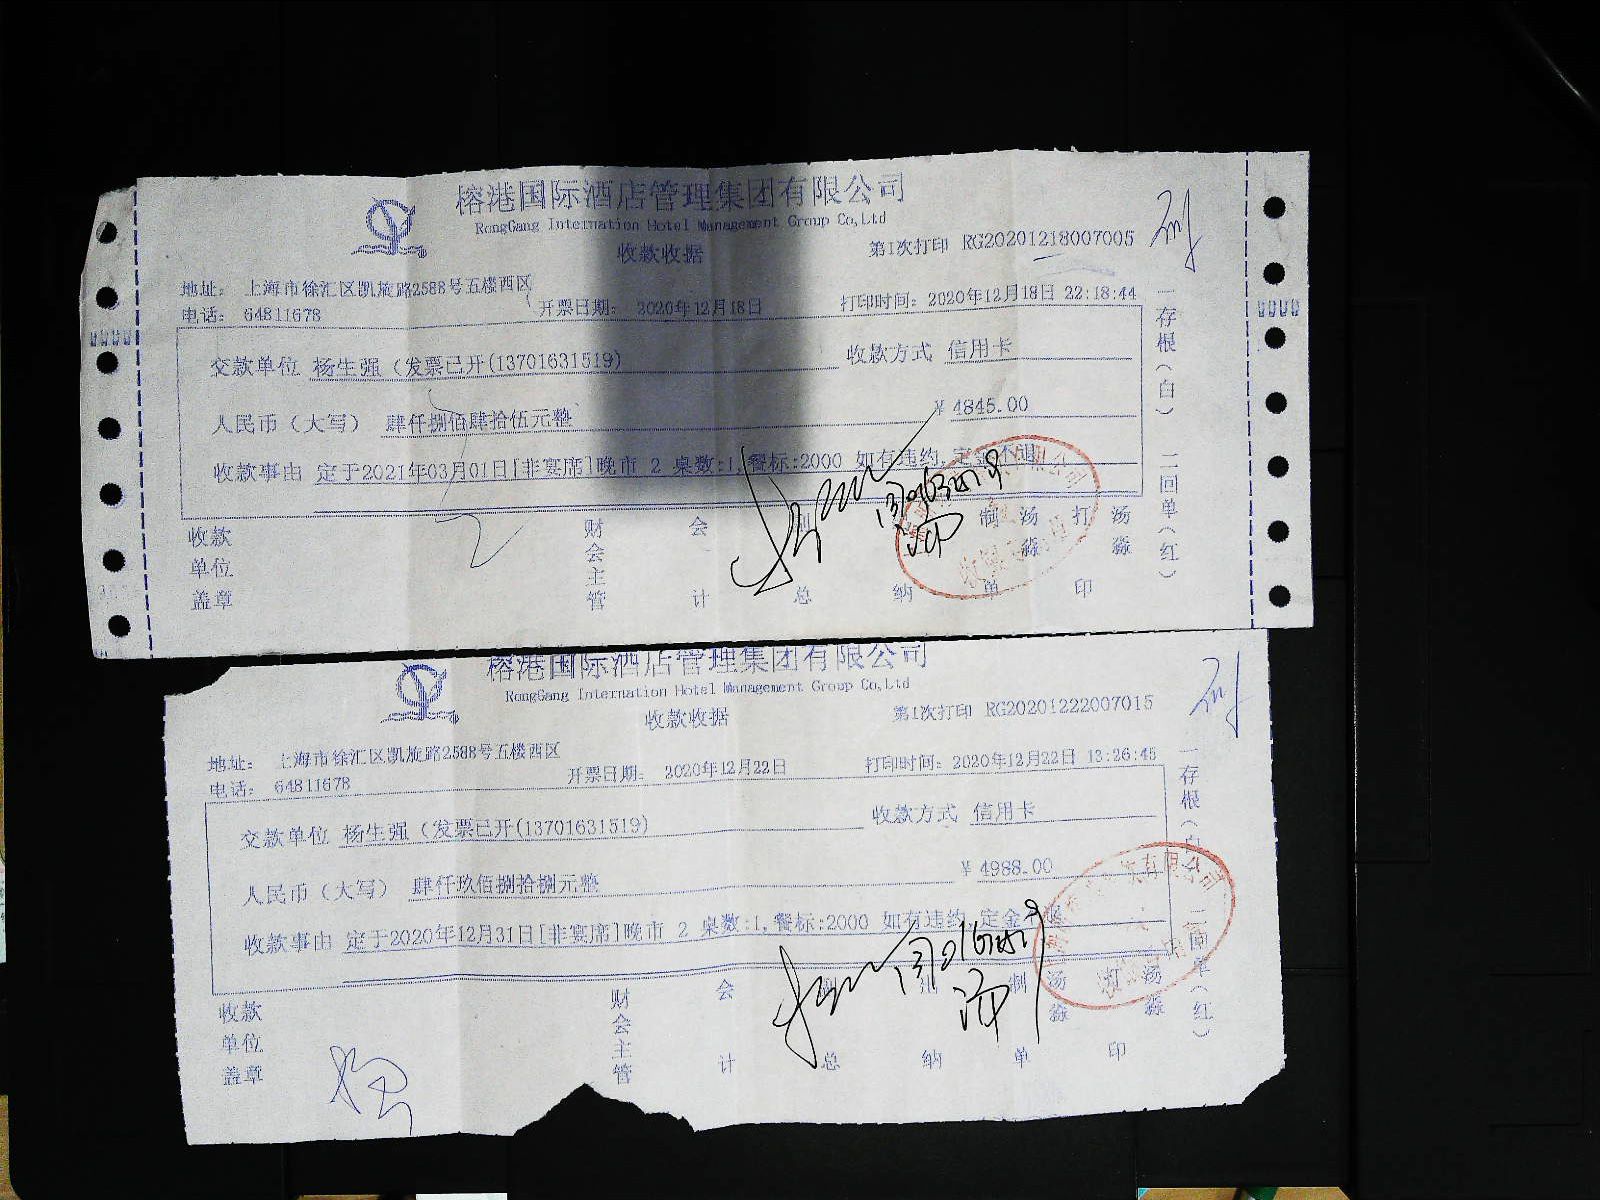 榕港国际酒店管理集团有限公司
RongGang Internation Hotel Management Group Co,Ltd
收款收据
第1次打印 RG20201218007005
地址: 上海市徐汇区凯旋路2588号五楼西区
电话: 64811678
开票日期: 2020年12月18日
打印时间: 2020年12月18日 22:18:44
交款单位 杨生强 (发票已开(13701631519)
收款方式 信用卡
人民币(大写) 肆仟捌佰肆拾伍元整
¥ 4845.00
收款事由 定于2021年03月01日[非宴席]晚市 2 桌数:1,餐标:2000 如有违约,定金不退
收款单位盖章
财会主管
会计
总
纳
制单
汤淼
打印
汤淼
一存根(白) 二回单(红)
榕港国际酒店管理集团有限公司
RongGang Internation Hotel Management Group Co,Ltd
收款收据
第1次打印 RG20201222007015
地址: 上海市徐汇区凯旋路2588号五楼西区
电话: 64811678
开票日期: 2020年12月22日
打印时间: 2020年12月22日 13:26:45
交款单位 杨生强 (发票已开(13701631519)
收款方式 信用卡
人民币(大写) 肆仟玖佰捌拾捌元整
¥ 4988.00
收款事由 定于2020年12月31日[非宴席]晚市 2 桌数:1,餐标:2000 如有违约,定金不退
收款单位盖章
财会主管
会计
总
纳
制单
汤淼
打印
汤淼
一存根(白) 二回单(红)